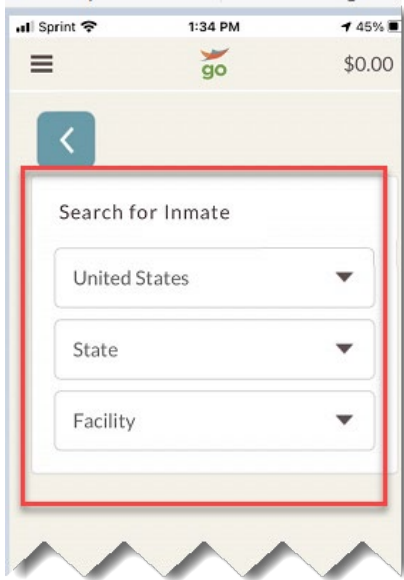 Sprint 1:34 PM 45%
go $0.00
Search for Inmate
United States
State
Facility